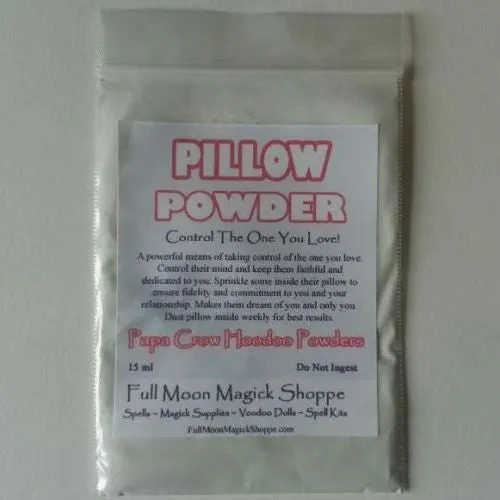 PILLOW
POWDER
Control The One You Love!
A powerful means of taking control of the one you love.
Control their mind and keep them faithful and
dedicated to you. Sprinkle some inside their pillow to
ensure fidelity and commitment to you and your
relationship. Makes them dream of you and only you.
Dust pillow inside weekly for best results.
Papa Crow Hoodoo Powders
15 ml Do Not Ingest
Full Moon Magick Shoppe
Spells ~ Magick Supplies ~ Voodoo Dolls ~ Spell Kits
FullMoonMagickShoppe.com